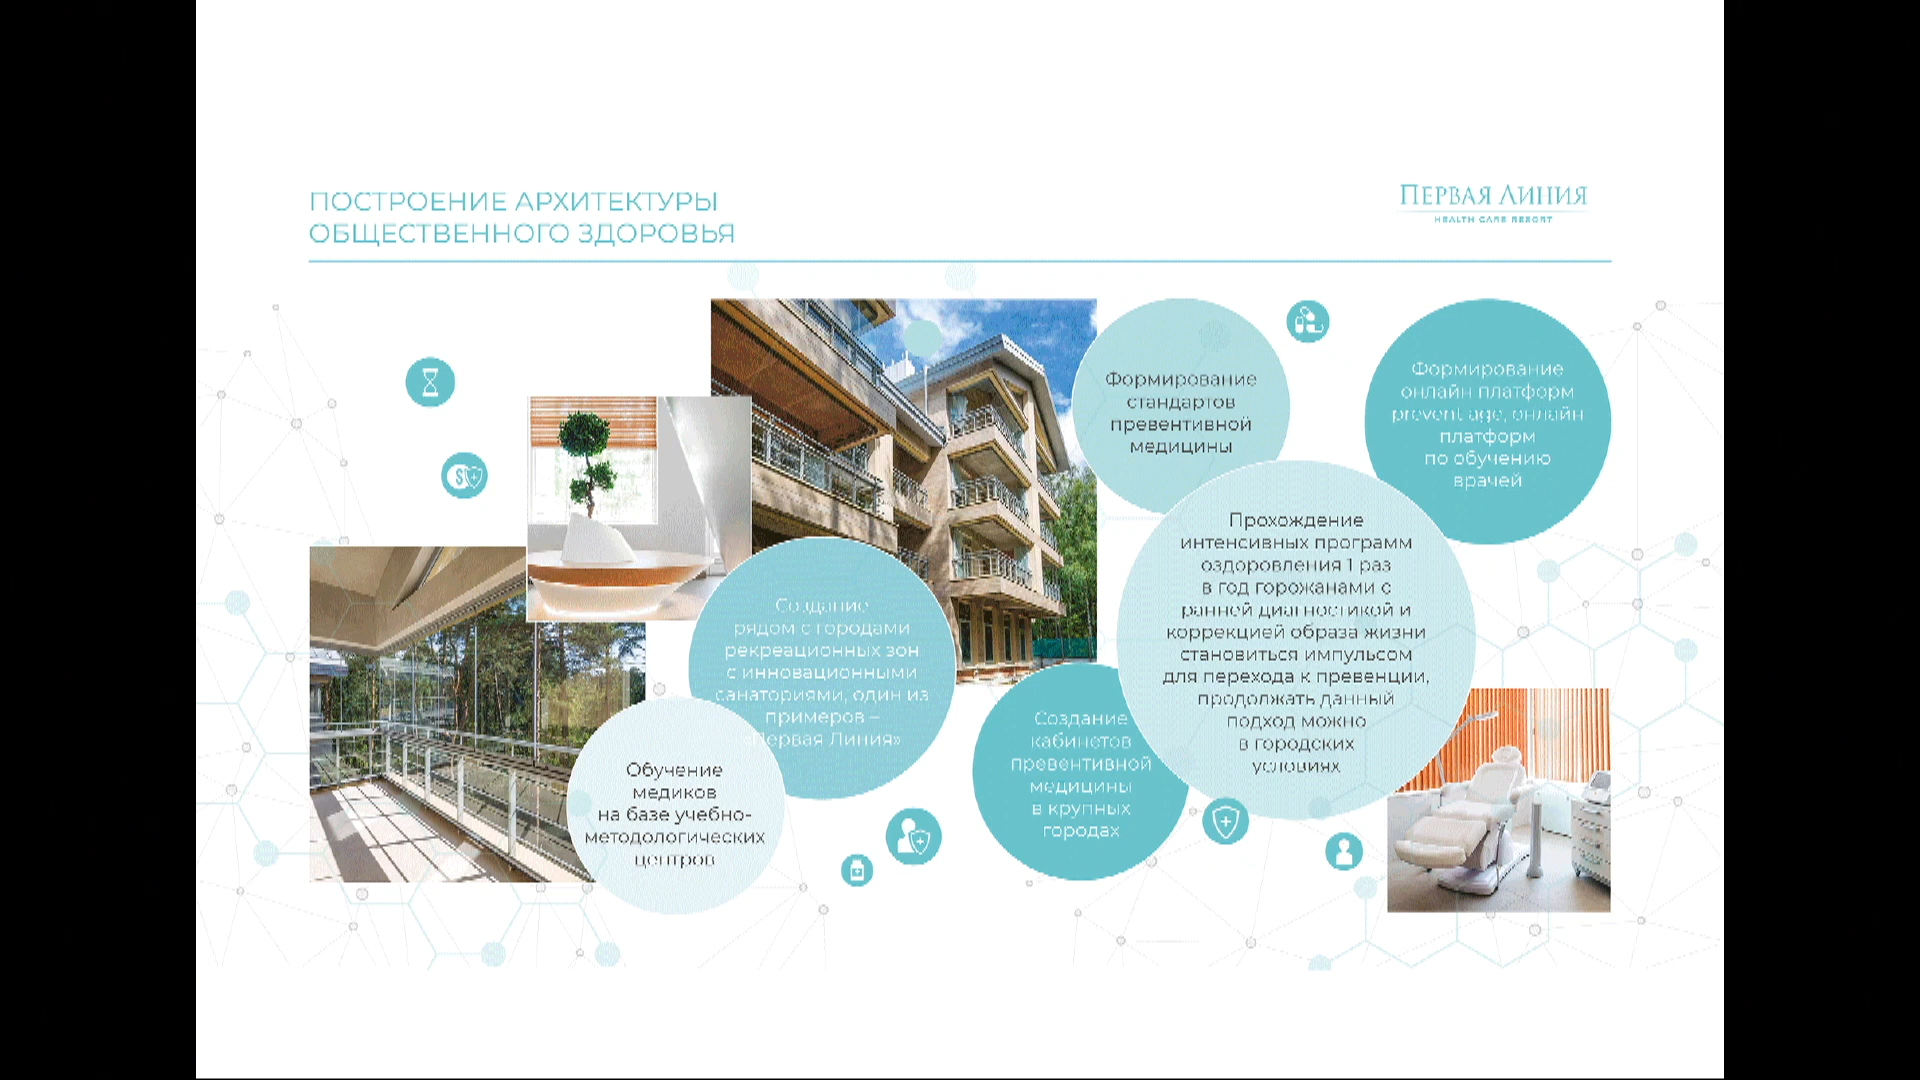 ПОСТРОЕНИЕ АРХИТЕКТУРЫ
ОБЩЕСТВЕННОГО ЗДОРОВЬЯ
ПЕРВАЯ ЛИНИЯ
HEALTH CARE RESORT
Формирование
стандартов
превентивной
медицины
Формирование
онлайн платформ
prevent age, онлайн
платформ
по обучению
врачей
Прохождение
интенсивных программ
оздоровления 1 раз
в год горожанами с
ранней диагностикой и
коррекцией образа жизни
становиться импульсом
для перехода к превенции,
продолжать данный
подход можно
в городских
условиях
Создание
рядом с городами
рекреационных зон
с инновационными
санаториями, один из
примеров –
«Первая Линия»
Создание
кабинетов
превентивной
медицины
в крупных
городах
Обучение
медиков
на базе учебно-
методологических
центров